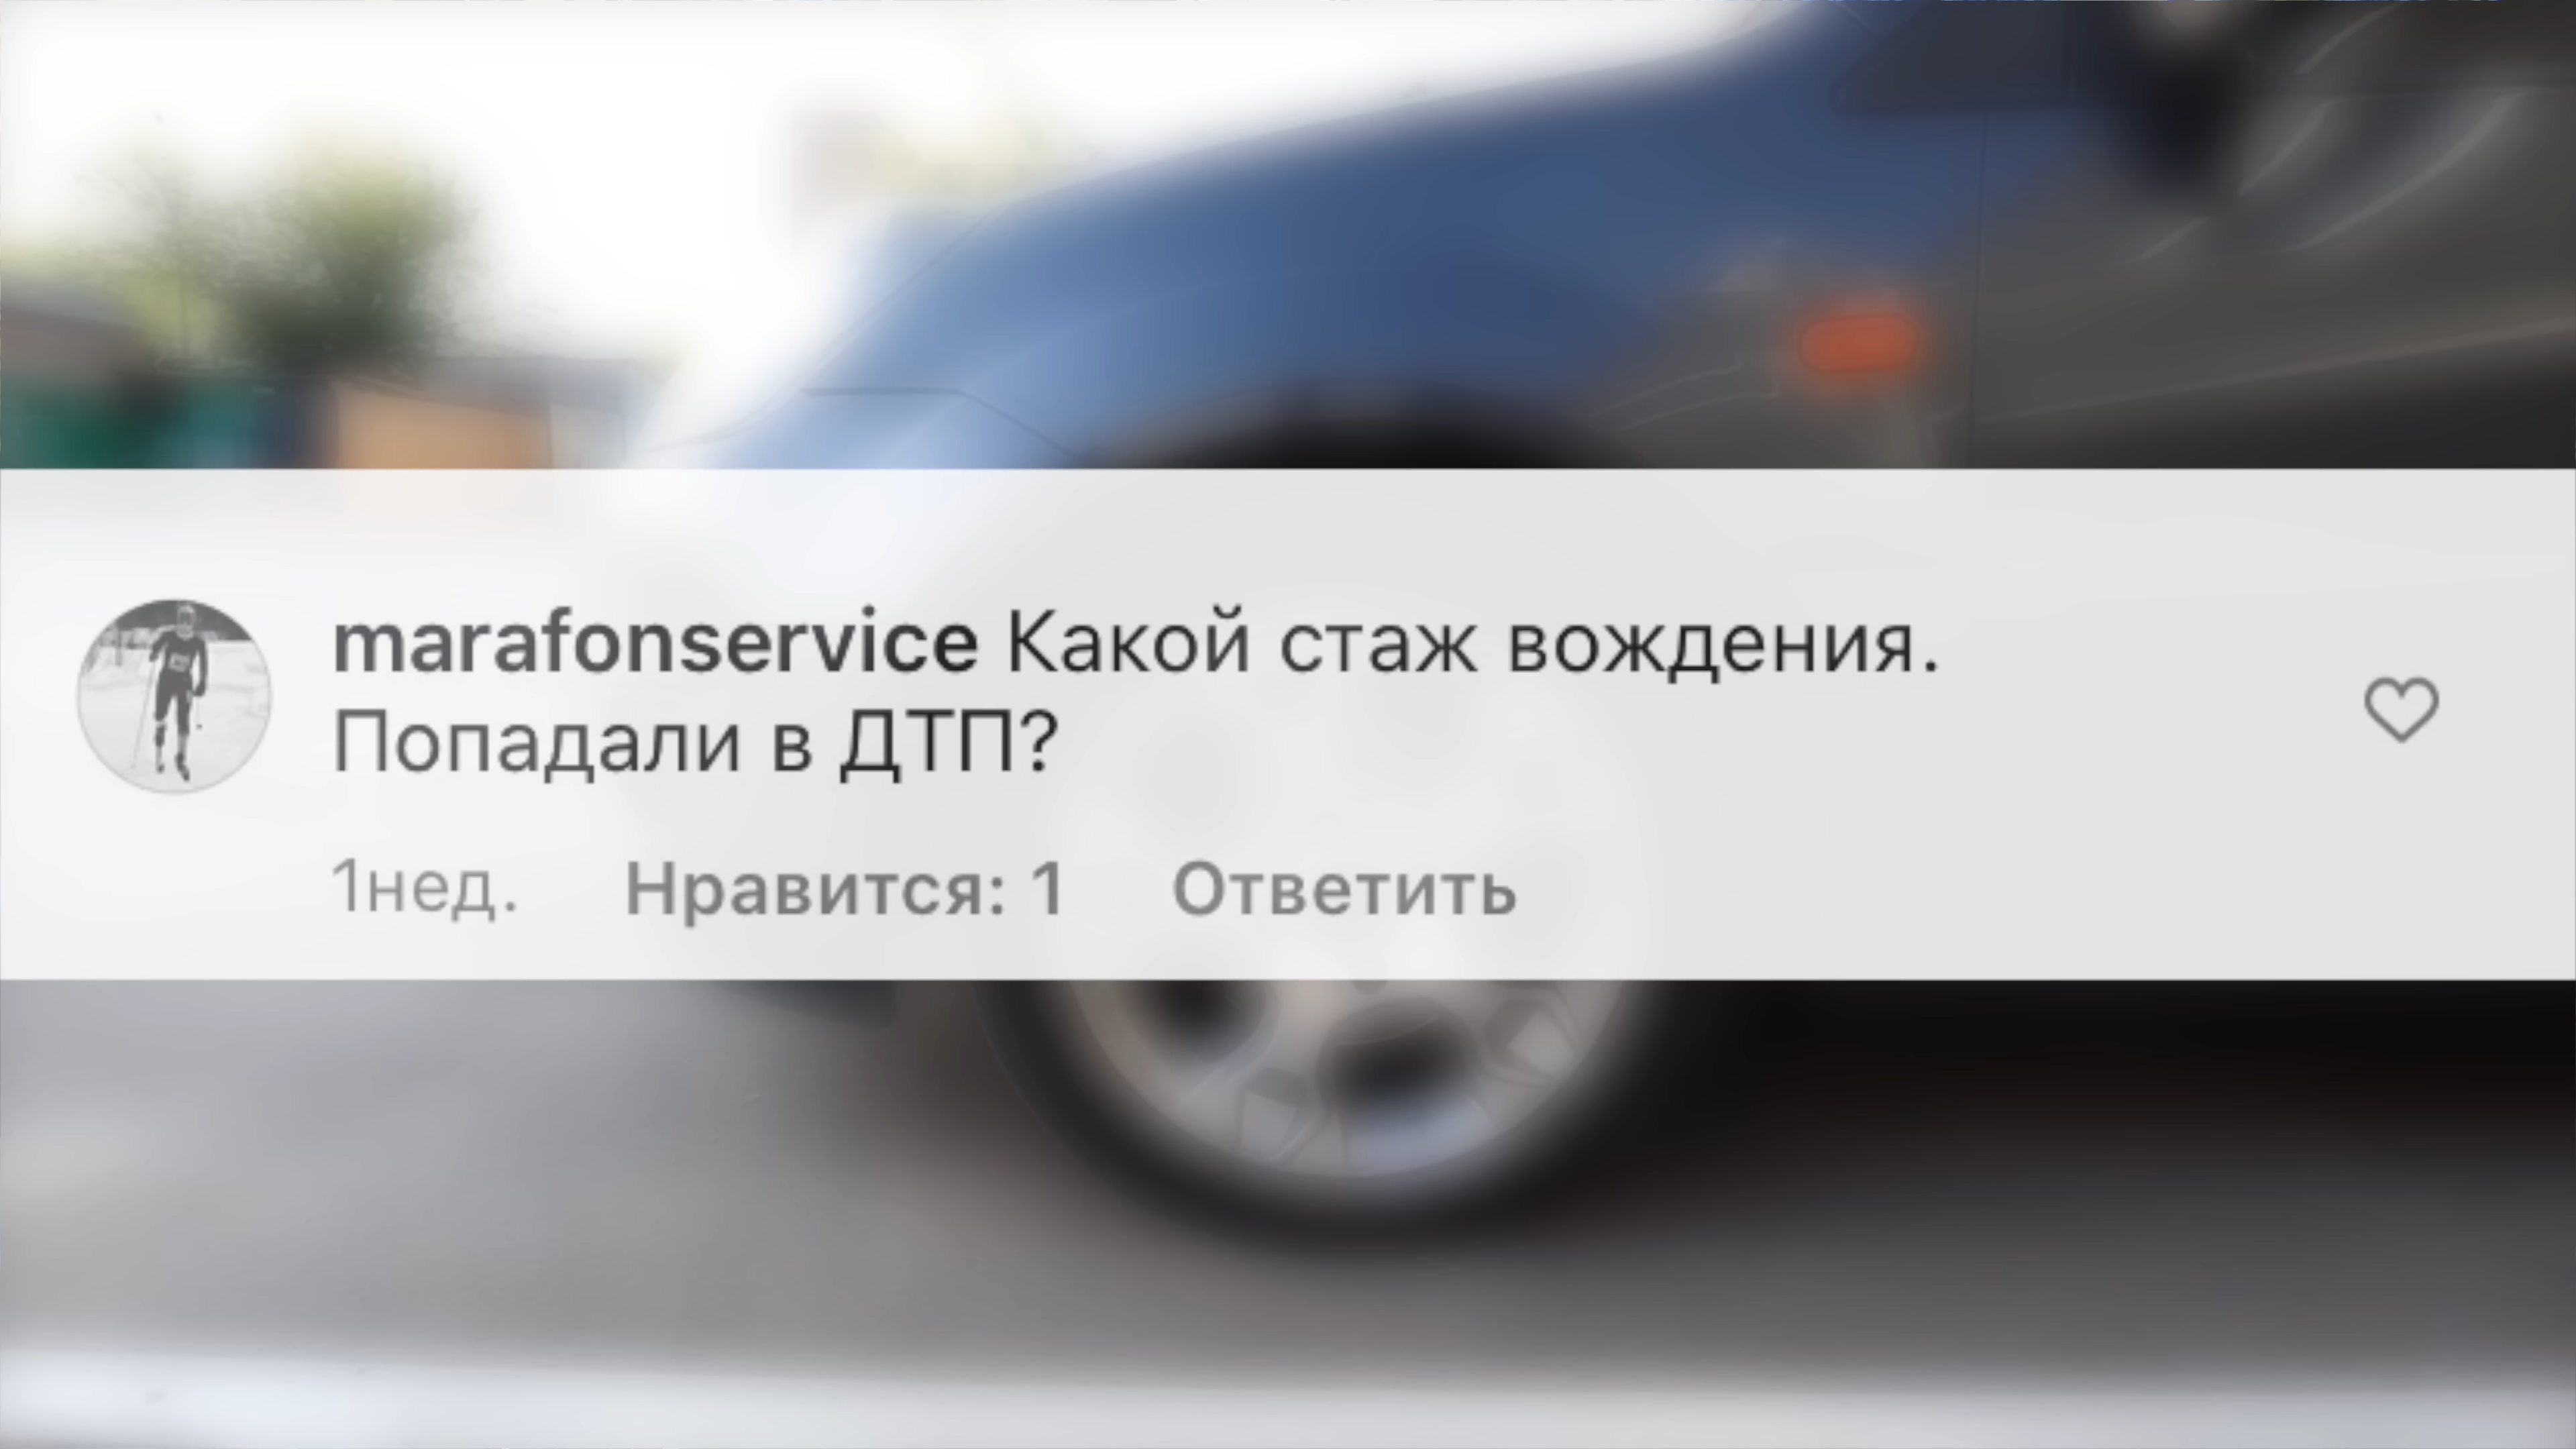 marafonservice Какой стаж вождения.
Попадали в ДТП?
1нед. Нравится: 1 Ответить